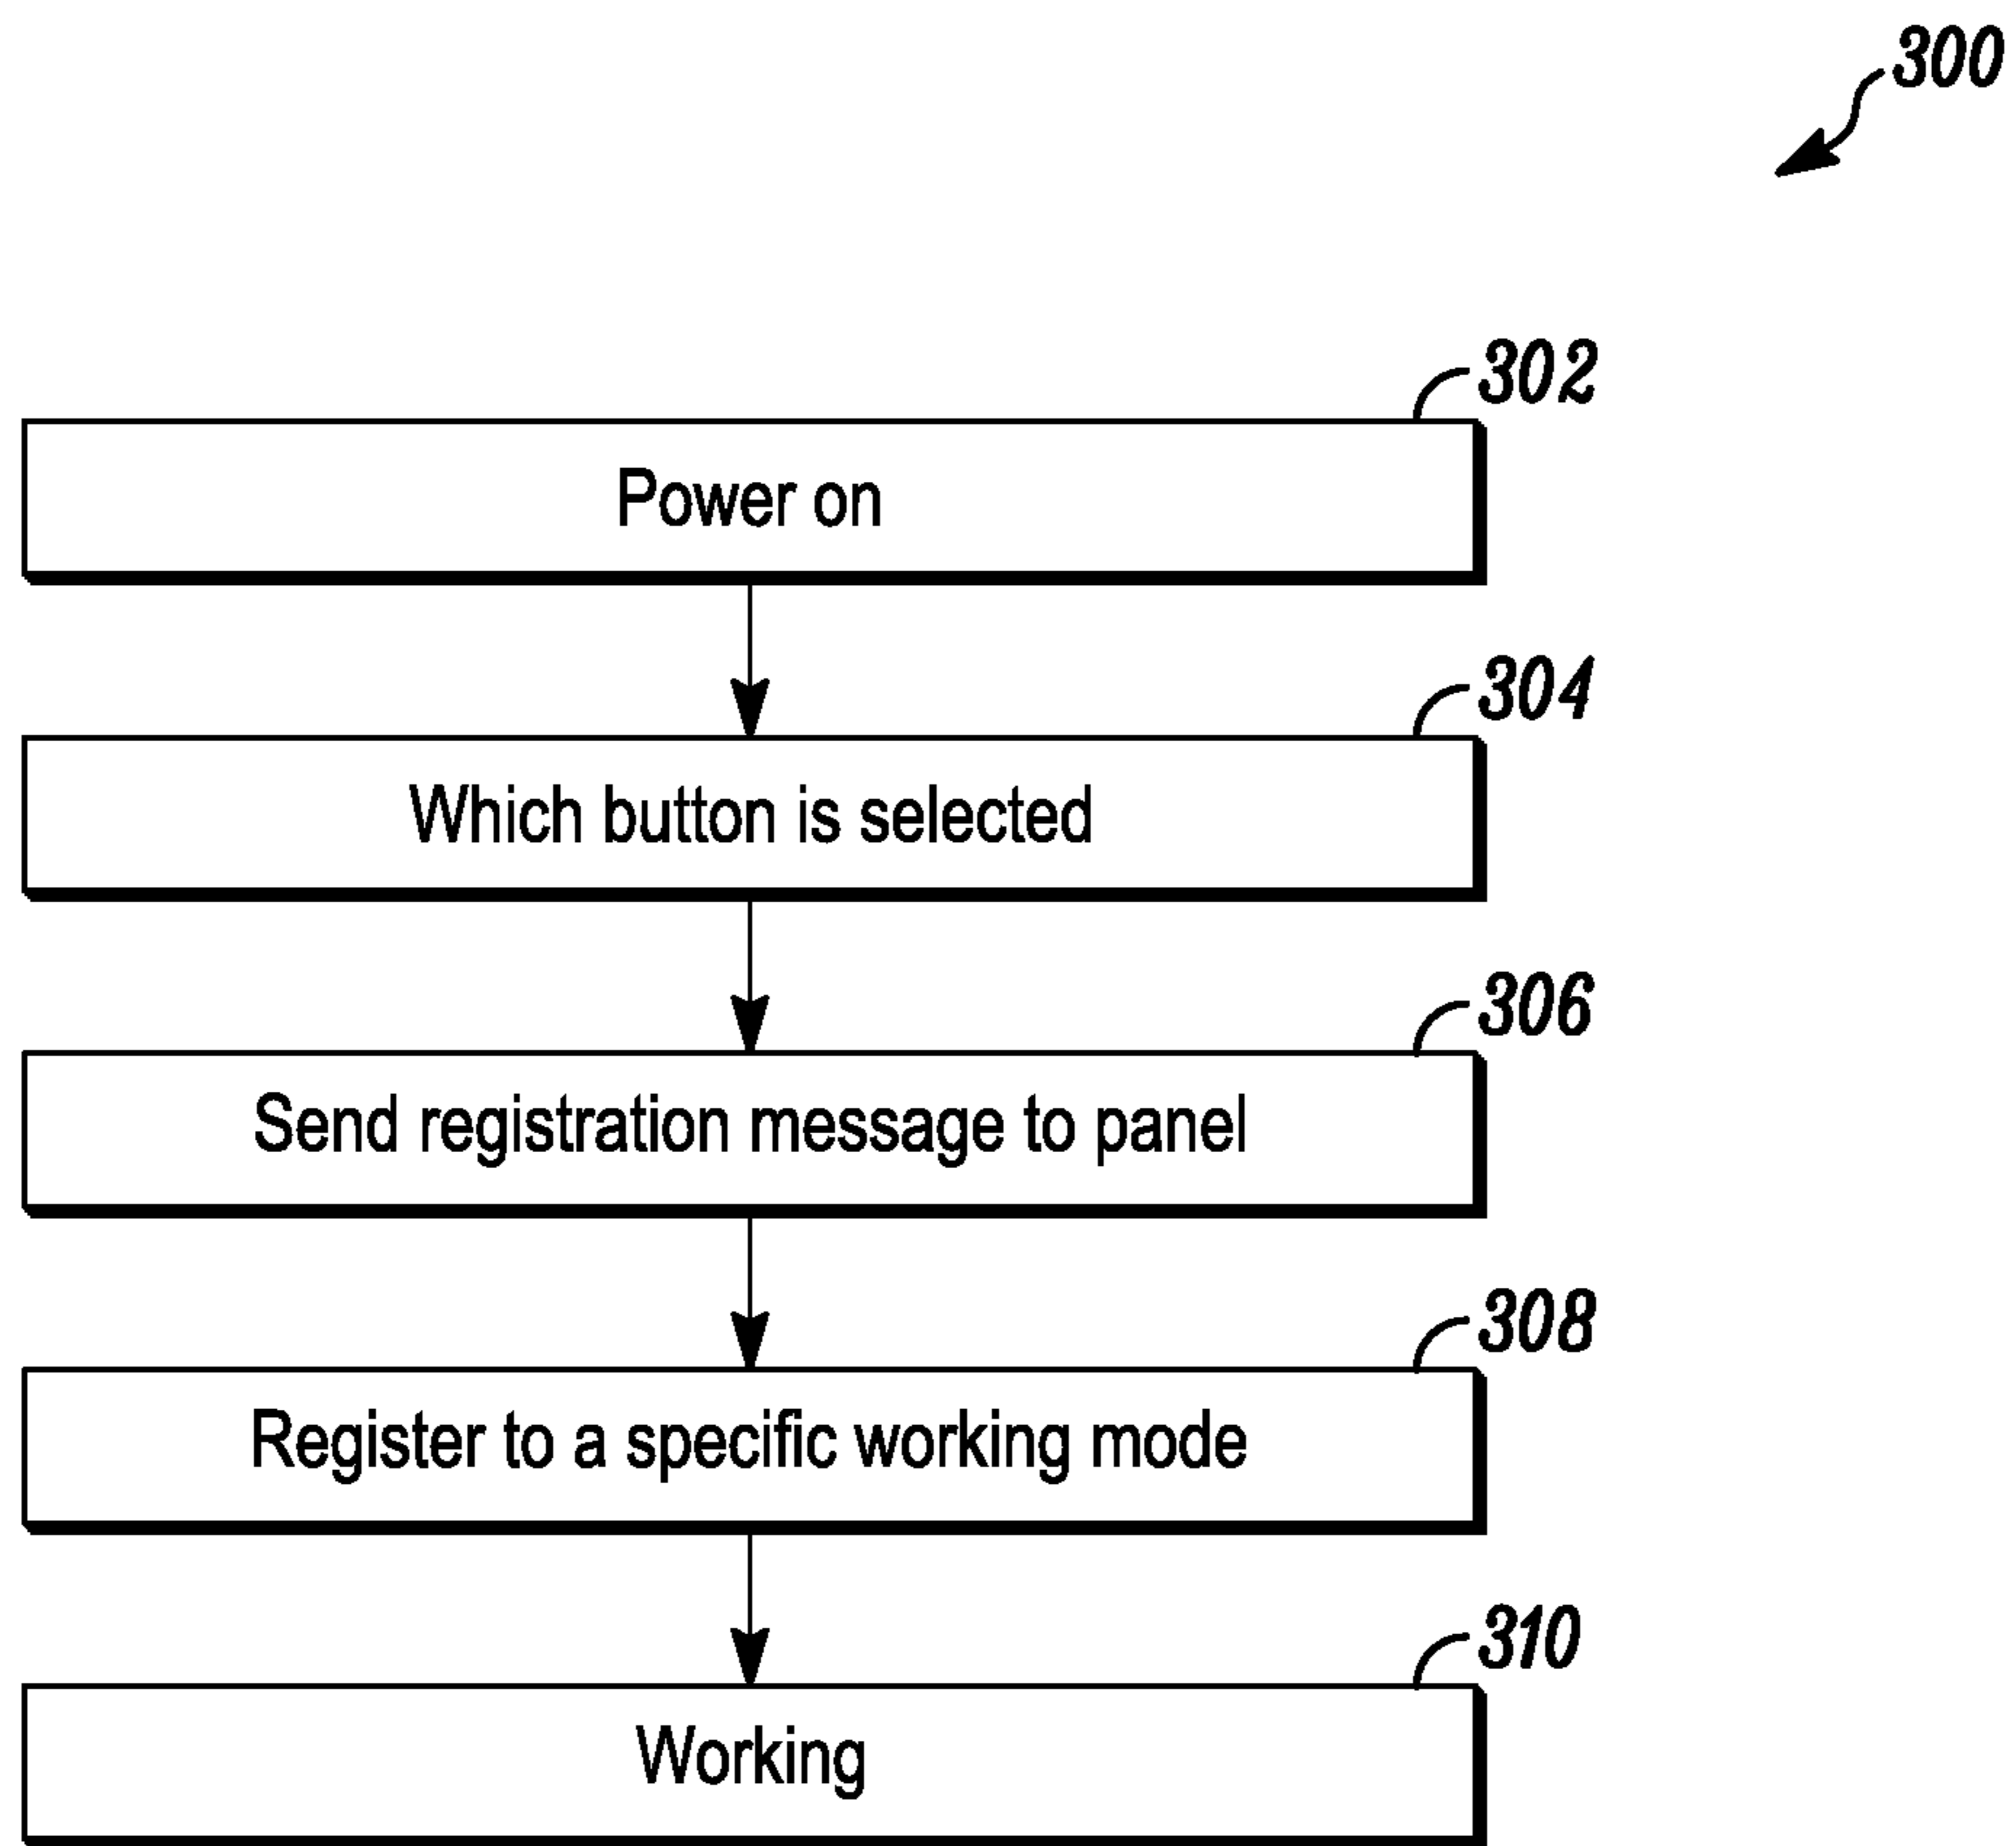 300
302
Power on
304
Which button is selected
306
Send registration message to panel
308
Register to a specific working mode
310
Working